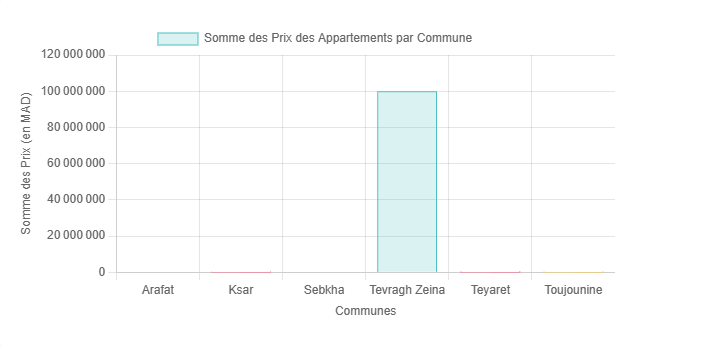 Somme des Prix des Appartements par Commune
120 000 000
100 000 000
80 000 000
60 000 000
40 000 000
20 000 000
0
Somme des Prix (en MAD)
Arafat Ksar Sebkha Tevragh Zeina Teyaret Toujounine
Communes